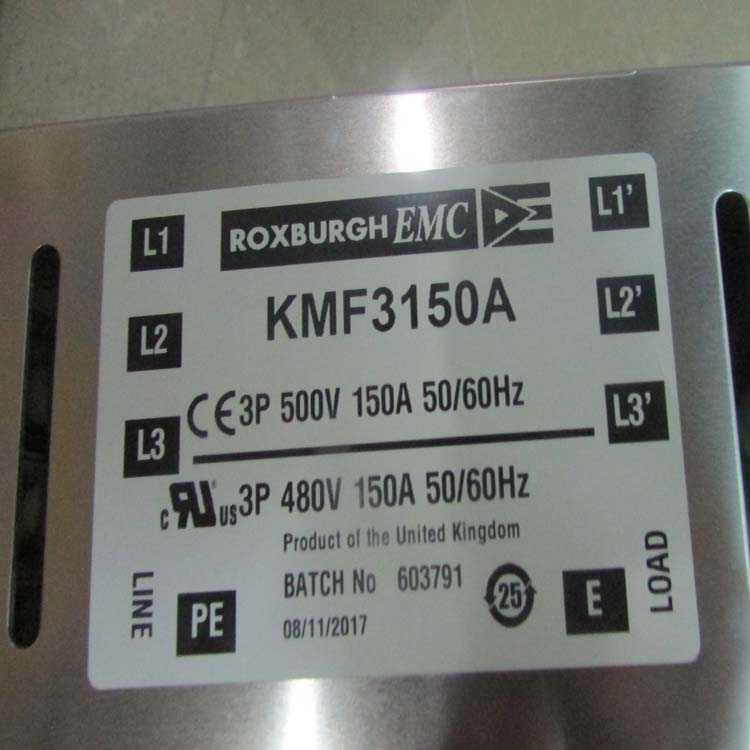 L1
ROXBURGH EMC
L1'
L2
KMF3150A
L2'
L3
CE 3P 500V 150A 50/60Hz
L3'
c RU® US 3P 480V 150A 50/60Hz
Product of the United Kingdom
LINE
PE
BATCH No 603791
08/11/2017
25
E
LOAD